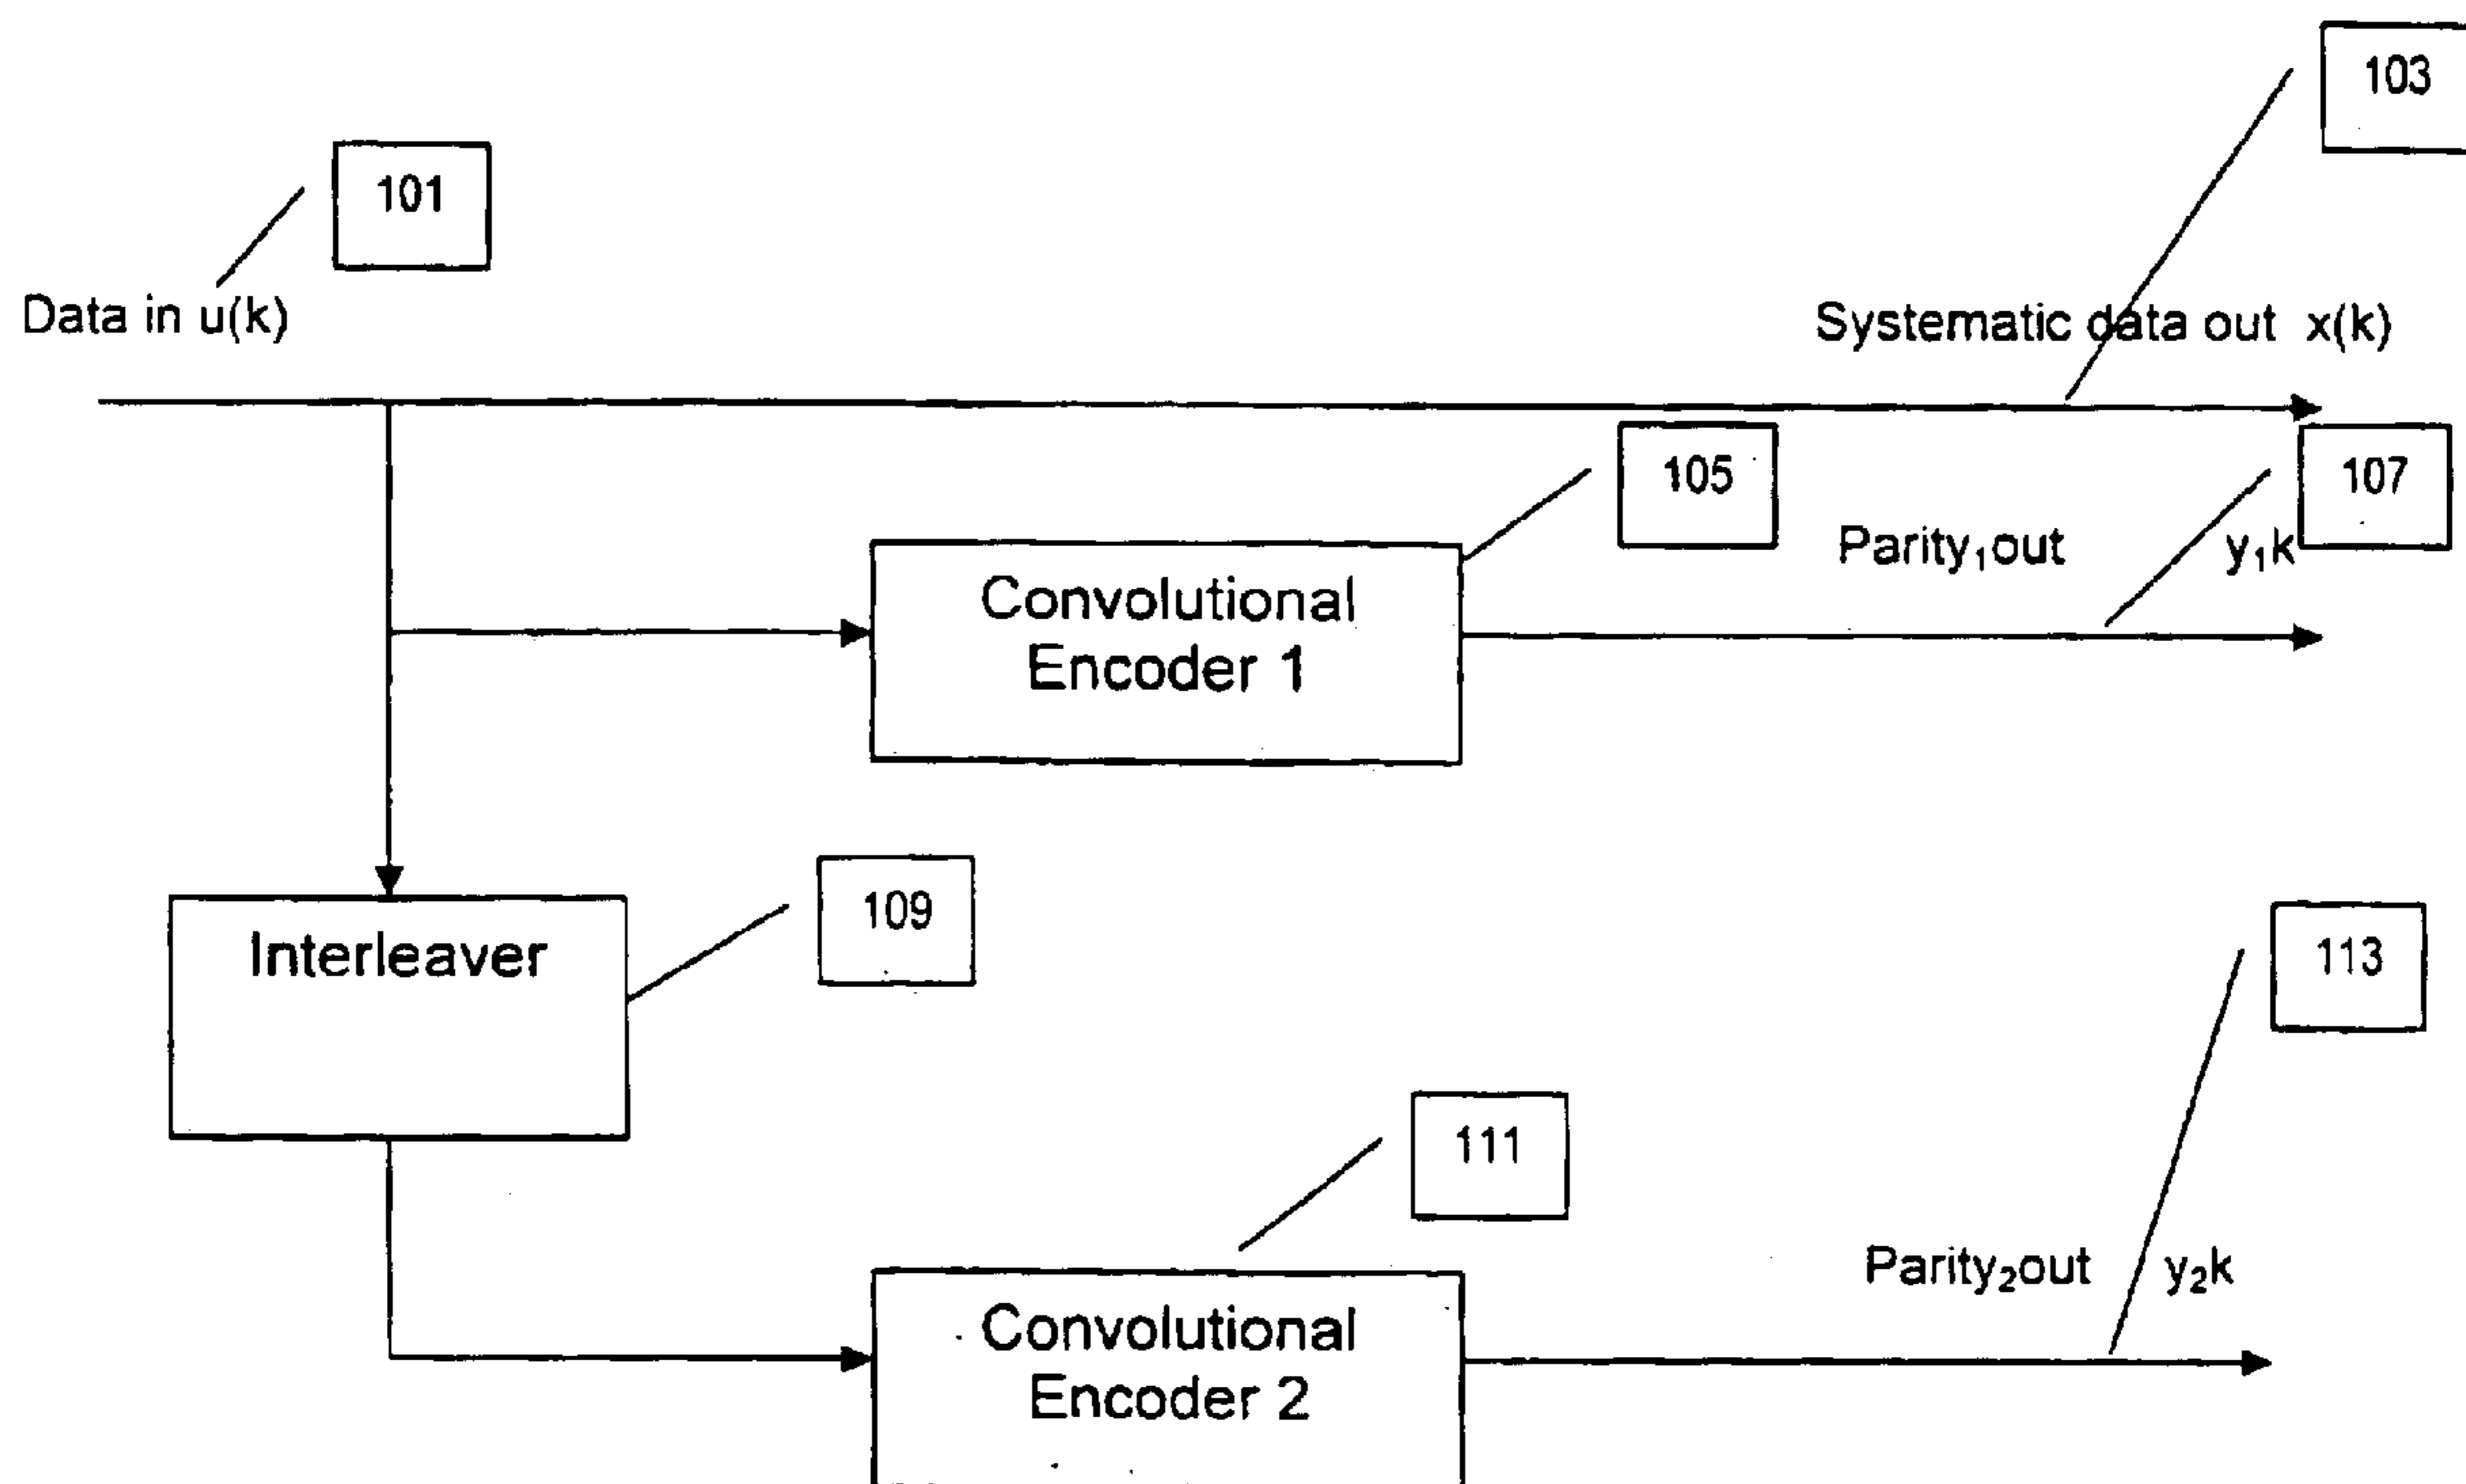 103
101
Data in u(k)
Systematic data out x(k)
105
107
Parity₁out y₁k
Convolutional
Encoder 1
109
Interleaver
113
111
Parity₂out y₂k
Convolutional
Encoder 2